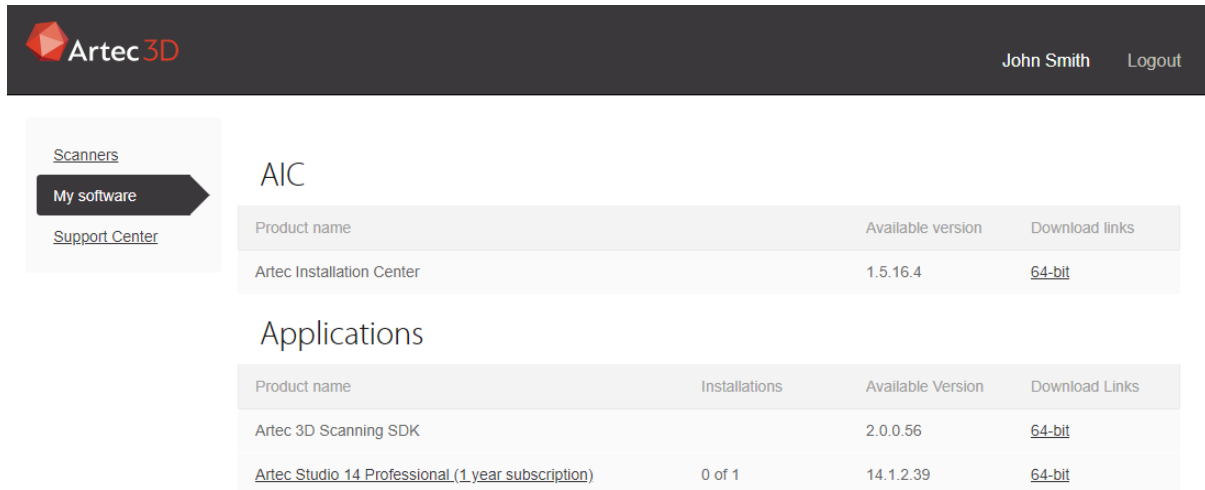 Artec 3D
John Smith Logout
Scanners
My software
Support Center
AIC
Product name Available version Download links
Artec Installation Center 1.5.16.4 64-bit
Applications
Product name Installations Available Version Download Links
Artec 3D Scanning SDK 2.0.0.56 64-bit
Artec Studio 14 Professional (1 year subscription) 0 of 1 14.1.2.39 64-bit